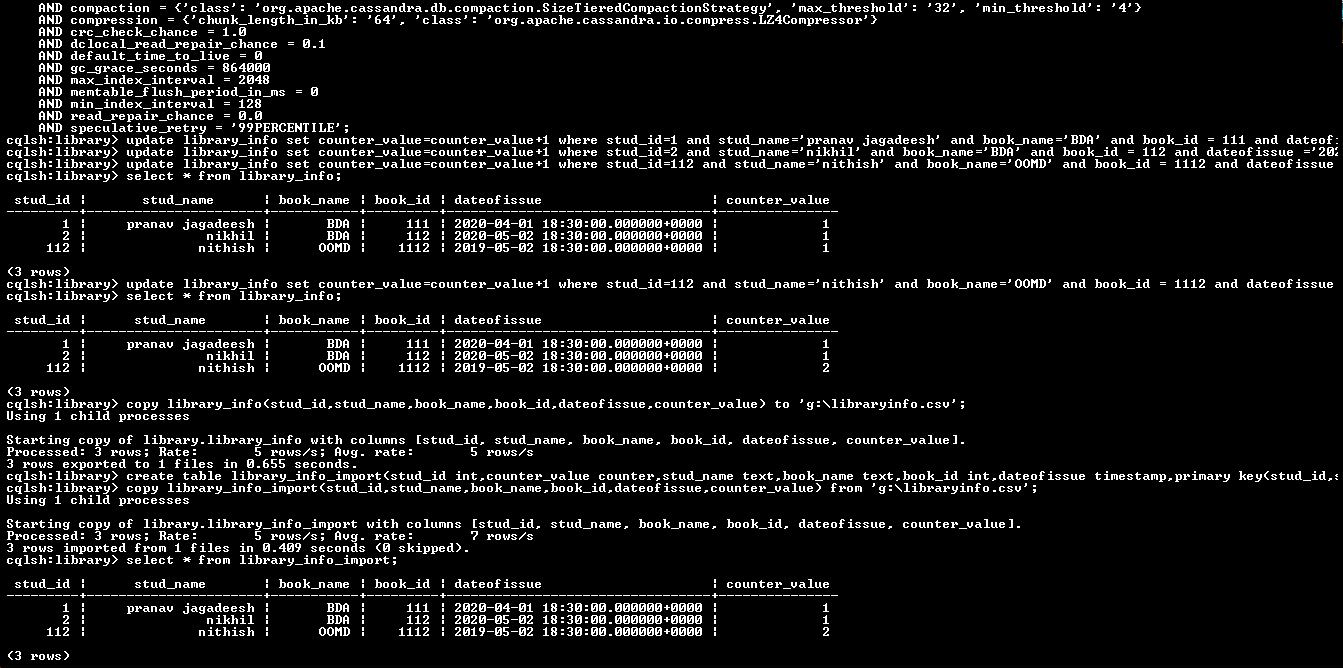 AND compaction = {'class': 'org.apache.cassandra.db.compaction.SizeTieredCompactionStrategy', 'max_threshold': '32', 'min_threshold': '4'}
    AND compression = {'chunk_length_in_kb': '64', 'class': 'org.apache.cassandra.io.compress.LZ4Compressor'}
    AND crc_check_chance = 1.0
    AND dclocal_read_repair_chance = 0.1
    AND default_time_to_live = 0
    AND gc_grace_seconds = 864000
    AND max_index_interval = 2048
    AND memtable_flush_period_in_ms = 0
    AND min_index_interval = 128
    AND read_repair_chance = 0.0
    AND speculative_retry = '99PERCENTILE';
cqlsh:library> update library_info set counter_value=counter_value+1 where stud_id=1 and stud_name='pranav jagadeesh' and book_name='BDA' and book_id = 111 and dateof
cqlsh:library> update library_info set counter_value=counter_value+1 where stud_id=2 and stud_name='nikhil' and book_name='BDA' and book_id = 112 and dateofissue ='202
cqlsh:library> update library_info set counter_value=counter_value+1 where stud_id=112 and stud_name='nithish' and book_name='OOMD' and book_id = 1112 and dateofissue
cqlsh:library> select * from library_info;
 stud_id | stud_name | book_name | book_id | dateofissue | counter_value
 1 | pranav jagadeesh | BDA | 111 | 2020-04-01 18:30:00.000000+0000 | 1
 2 | nikhil | BDA | 112 | 2020-05-02 18:30:00.000000+0000 | 1
 112 | nithish | OOMD | 1112 | 2019-05-02 18:30:00.000000+0000 | 1
(3 rows)
cqlsh:library> update library_info set counter_value=counter_value+1 where stud_id=112 and stud_name='nithish' and book_name='OOMD' and book_id = 1112 and dateofissue
cqlsh:library> select * from library_info;
 stud_id | stud_name | book_name | book_id | dateofissue | counter_value
 1 | pranav jagadeesh | BDA | 111 | 2020-04-01 18:30:00.000000+0000 | 1
 2 | nikhil | BDA | 112 | 2020-05-02 18:30:00.000000+0000 | 1
 112 | nithish | OOMD | 1112 | 2019-05-02 18:30:00.000000+0000 | 2
(3 rows)
cqlsh:library> copy library_info(stud_id,stud_name,book_name,book_id,dateofissue,counter_value) to 'g:\libraryinfo.csv';
Using 1 child processes
Starting copy of library.library_info with columns [stud_id, stud_name, book_name, book_id, dateofissue, counter_value].
Processed: 3 rows; Rate:       5 rows/s; Avg. rate:       5 rows/s
3 rows exported to 1 files in 0.655 seconds.
cqlsh:library> create table library_info_import(stud_id int,counter_value counter,stud_name text,book_name text,book_id int,dateofissue timestamp,primary key(stud_id,s
cqlsh:library> copy library_info_import(stud_id,stud_name,book_name,book_id,dateofissue,counter_value) from 'g:\libraryinfo.csv';
Using 1 child processes
Starting copy of library.library_info_import with columns [stud_id, stud_name, book_name, book_id, dateofissue, counter_value].
Processed: 3 rows; Rate:       5 rows/s; Avg. rate:       7 rows/s
3 rows imported from 1 files in 0.409 seconds (0 skipped).
cqlsh:library> select * from library_info_import;
 stud_id | stud_name | book_name | book_id | dateofissue | counter_value
 1 | pranav jagadeesh | BDA | 111 | 2020-04-01 18:30:00.000000+0000 | 1
 2 | nikhil | BDA | 112 | 2020-05-02 18:30:00.000000+0000 | 1
 112 | nithish | OOMD | 1112 | 2019-05-02 18:30:00.000000+0000 | 2
(3 rows)